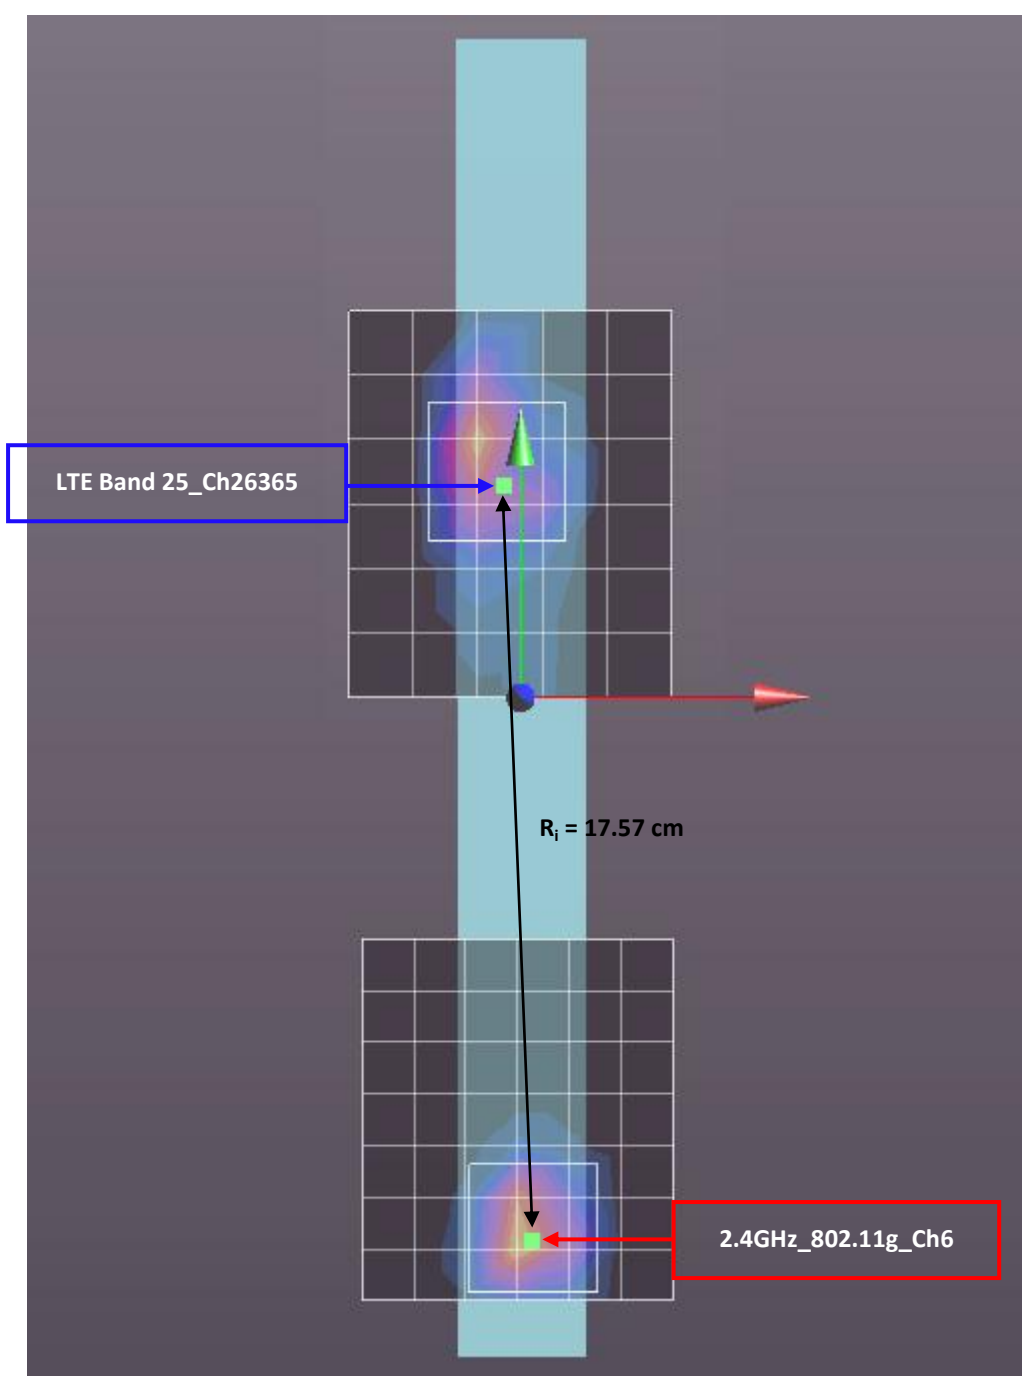 LTE Band 25_Ch26365
Ri = 17.57 cm
2.4GHz_802.11g_Ch6